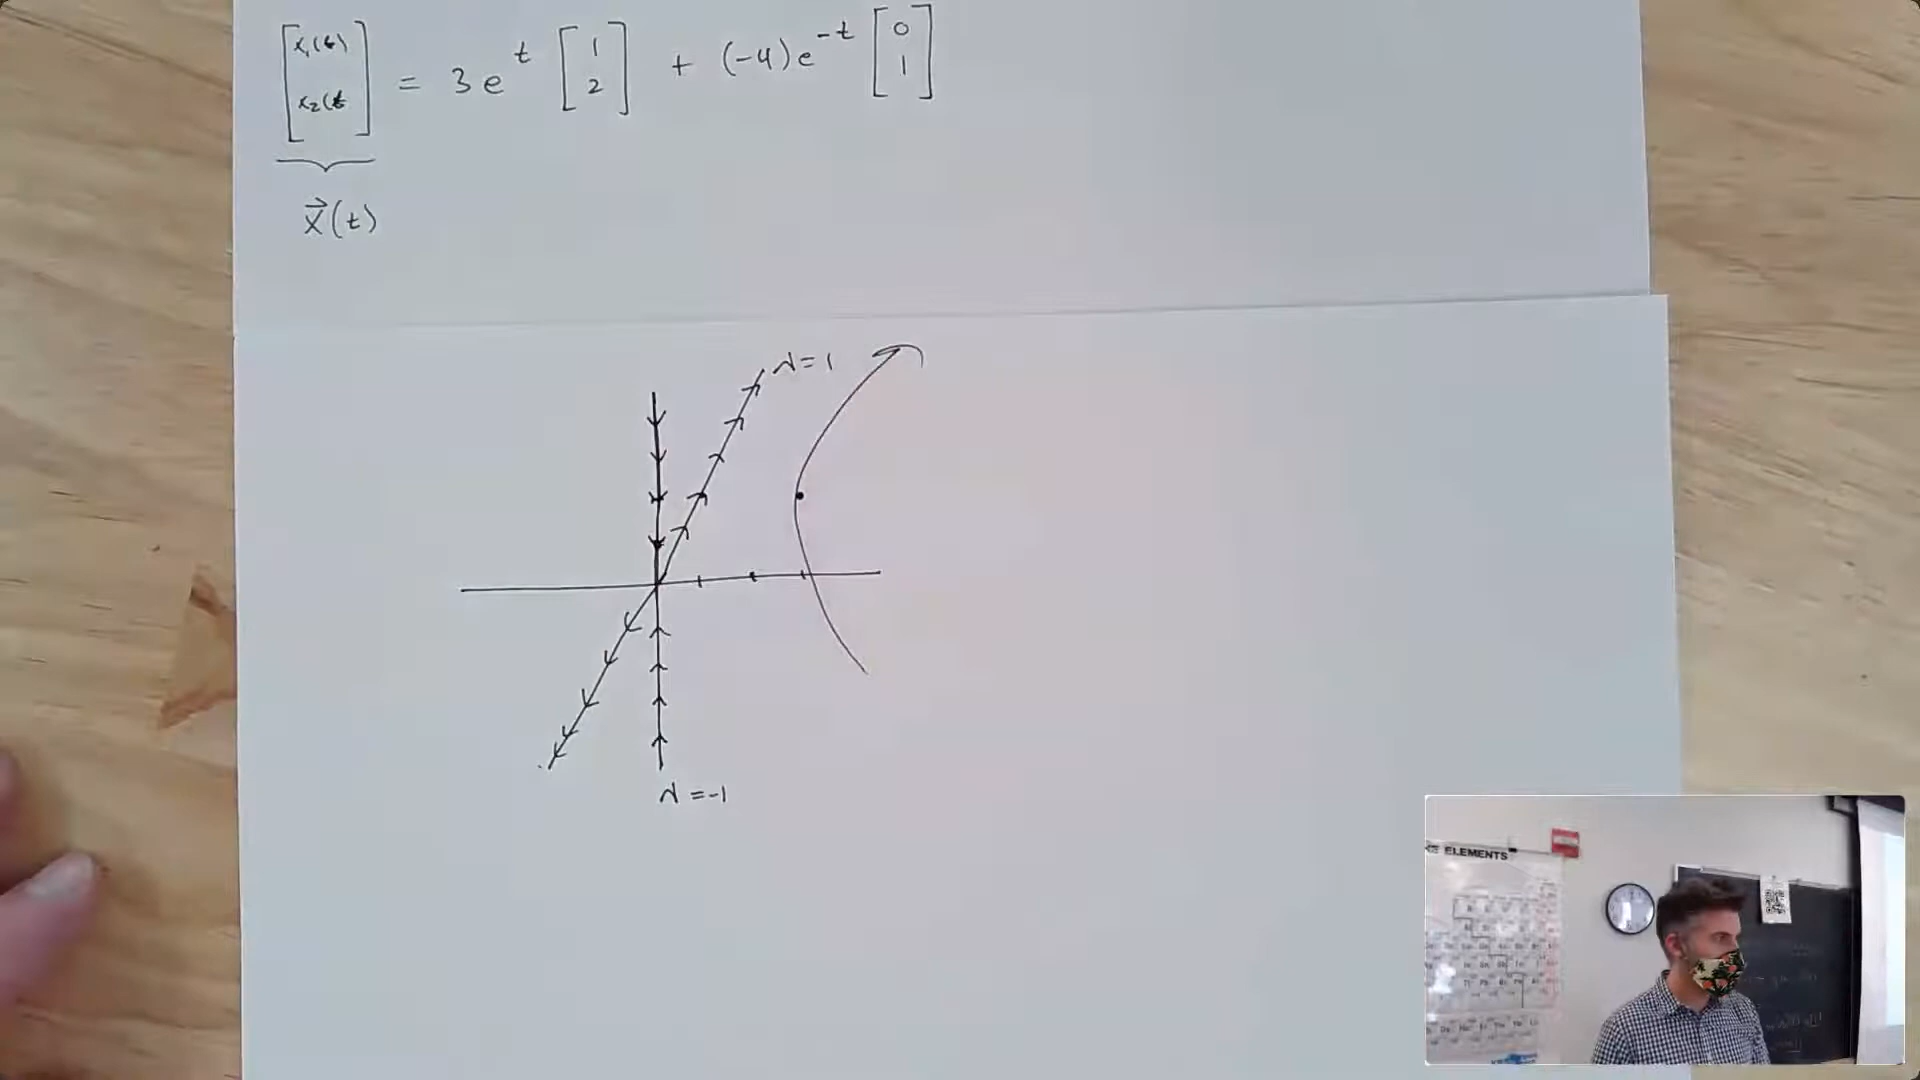 [x₁(t) x₂(t] = 3e^t [1 2] + (-4)e^-t [0 1]
x⃗(t)
λ=1
λ=-1
ELEMENTS